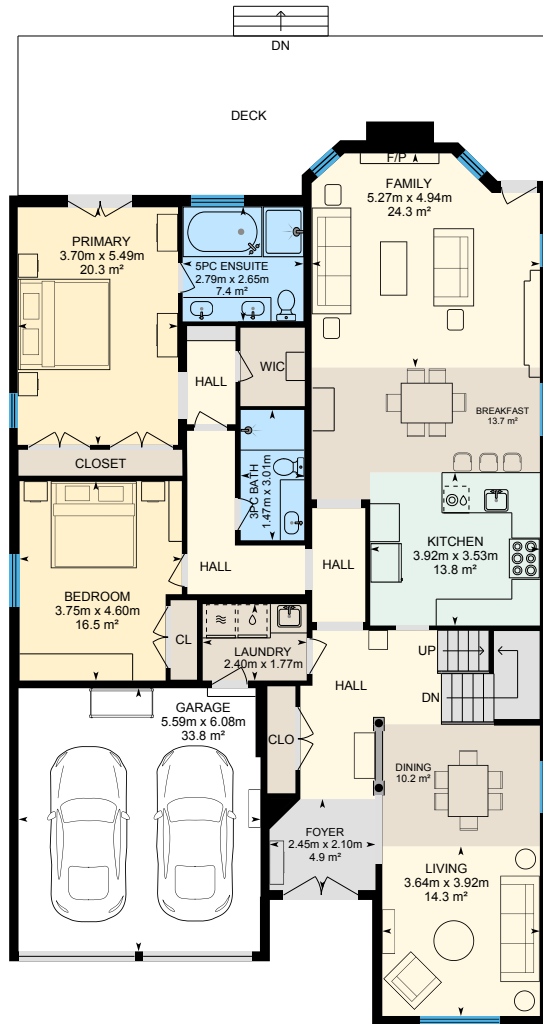 DN
DECK
F/P
FAMILY
5.27m x 4.94m
24.3 m²
PRIMARY
3.70m x 5.49m
20.3 m²
5PC ENSUITE
2.79m x 2.65m
7.4 m²
HALL
WIC
BREAKFAST
13.7 m²
CLOSET
3PC BATH
1.47m x 3.01m
KITCHEN
3.92m x 3.53m
13.8 m²
HALL
HALL
BEDROOM
3.75m x 4.60m
16.5 m²
CL
LAUNDRY
2.40m x 1.77m
UP
HALL
DN
GARAGE
5.59m x 6.08m
33.8 m²
CLO
DINING
10.2 m²
FOYER
2.45m x 2.10m
4.9 m²
LIVING
3.64m x 3.92m
14.3 m²